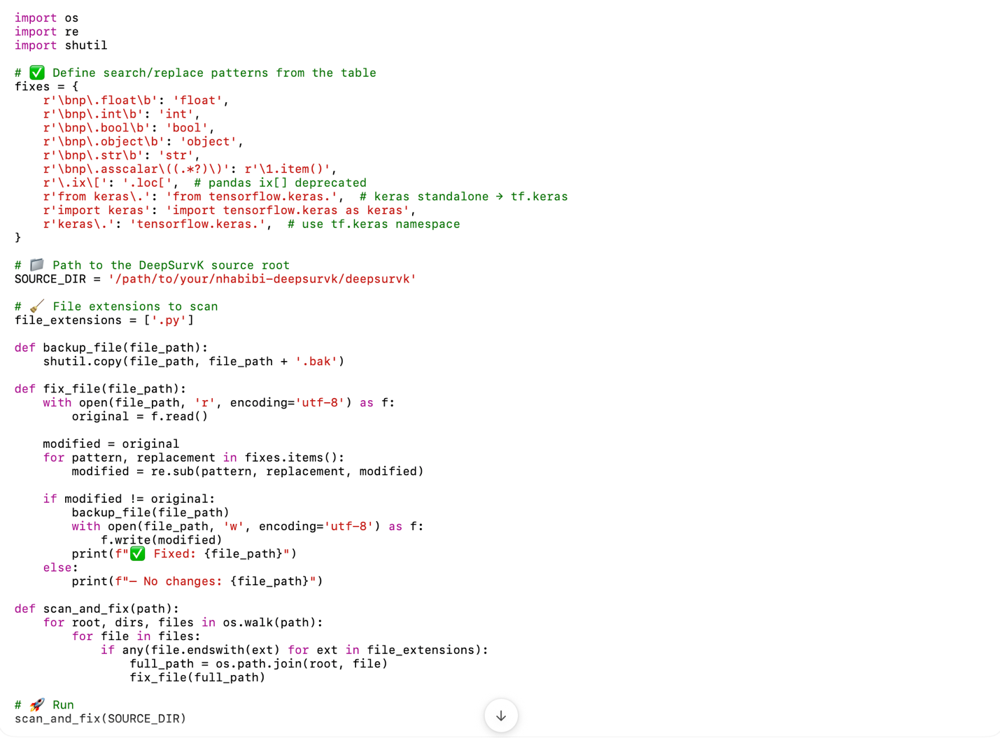 import os
import re
import shutil

# ✅ Define search/replace patterns from the table
fixes = {
    r'\bnp\.float\b': 'float',
    r'\bnp\.int\b': 'int',
    r'\bnp\.bool\b': 'bool',
    r'\bnp\.object\b': 'object',
    r'\bnp\.str\b': 'str',
    r'\bnp\.asscalar\((.*?)\)': r'\1.item()',
    r'\.ix\[': '.loc[',  # pandas ix[] deprecated
    r'from keras\.': 'from tensorflow.keras.',  # keras standalone → tf.keras
    r'import keras': 'import tensorflow.keras as keras',
    r'keras\.': 'tensorflow.keras.',  # use tf.keras namespace
}

# 📁 Path to the DeepSurvK source root
SOURCE_DIR = '/path/to/your/nhabibi-deepsurvk/deepsurvk'

# 🧹 File extensions to scan
file_extensions = ['.py']

def backup_file(file_path):
    shutil.copy(file_path, file_path + '.bak')

def fix_file(file_path):
    with open(file_path, 'r', encoding='utf-8') as f:
        original = f.read()

    modified = original
    for pattern, replacement in fixes.items():
        modified = re.sub(pattern, replacement, modified)

    if modified != original:
        backup_file(file_path)
        with open(file_path, 'w', encoding='utf-8') as f:
            f.write(modified)
        print(f"✅ Fixed: {file_path}")
    else:
        print(f"— No changes: {file_path}")

def scan_and_fix(path):
    for root, dirs, files in os.walk(path):
        for file in files:
            if any(file.endswith(ext) for ext in file_extensions):
                full_path = os.path.join(root, file)
                fix_file(full_path)

# 🚀 Run
scan_and_fix(SOURCE_DIR)